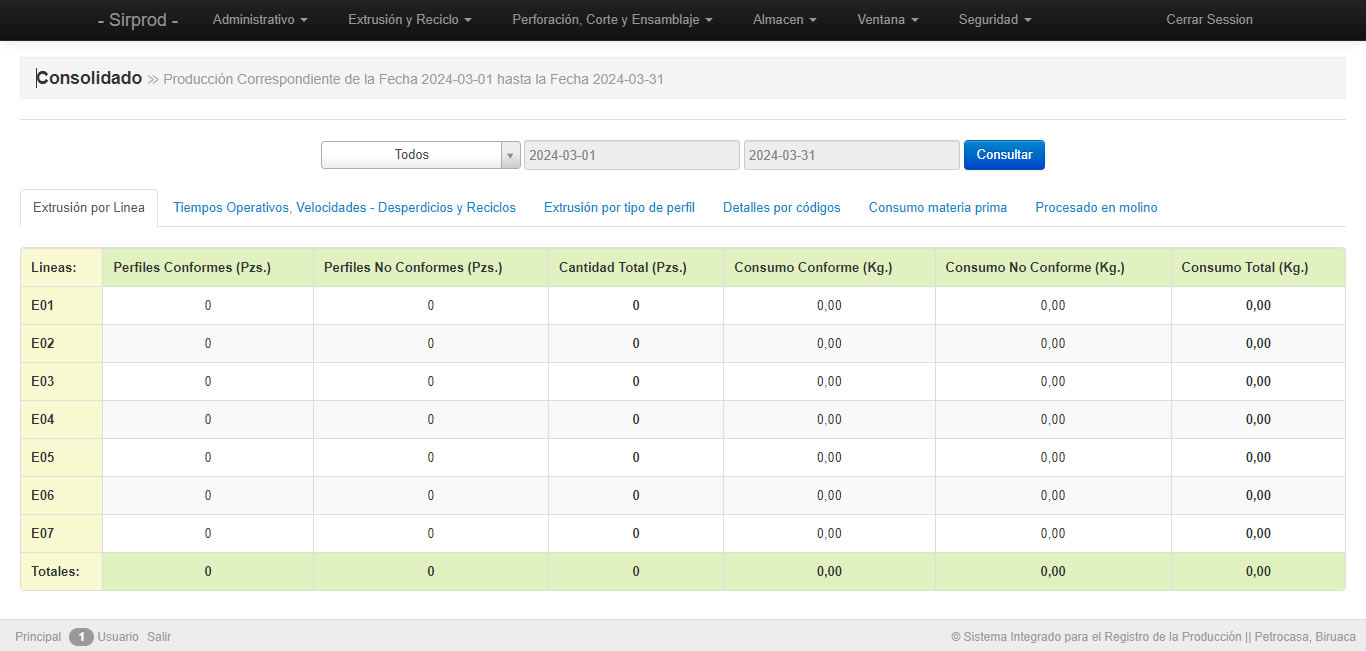 - Sirprod - Administrativo Extrusión y Reciclo Perforación, Corte y Ensamblaje Almacen Ventana Seguridad Cerrar Session
Consolidado >> Producción Correspondiente de la Fecha 2024-03-01 hasta la Fecha 2024-03-31
Todos 2024-03-01 2024-03-31 Consultar
Extrusión por Linea Tiempos Operativos, Velocidades - Desperdicios y Reciclos Extrusión por tipo de perfil Detalles por códigos Consumo materia prima Procesado en molino
Lineas: Perfiles Conformes (Pzs.) Perfiles No Conformes (Pzs.) Cantidad Total (Pzs.) Consumo Conforme (Kg.) Consumo No Conforme (Kg.) Consumo Total (Kg.)
E01 0 0 0 0,00 0,00 0,00
E02 0 0 0 0,00 0,00 0,00
E03 0 0 0 0,00 0,00 0,00
E04 0 0 0 0,00 0,00 0,00
E05 0 0 0 0,00 0,00 0,00
E06 0 0 0 0,00 0,00 0,00
E07 0 0 0 0,00 0,00 0,00
Totales: 0 0 0 0,00 0,00 0,00
Principal 1 Usuario Salir © Sistema Integrado para el Registro de la Producción || Petrocasa, Biruaca